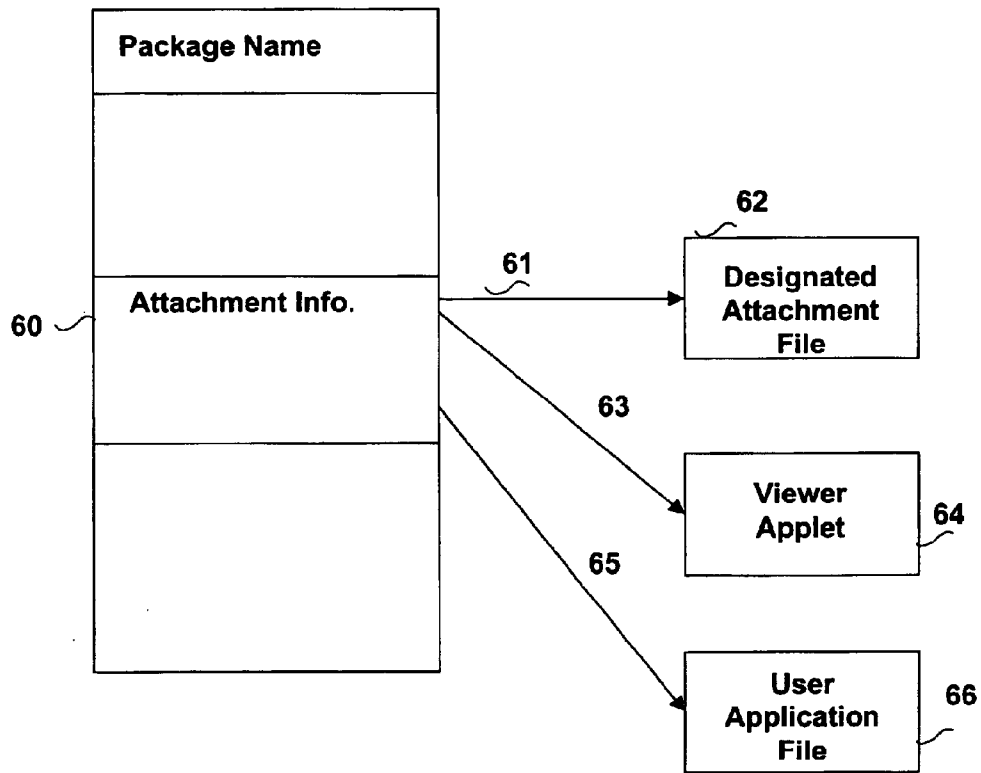 Package Name
62
61
Designated
Attachment
File
Attachment Info.
60
63
Viewer
Applet
64
65
User
Application
File
66